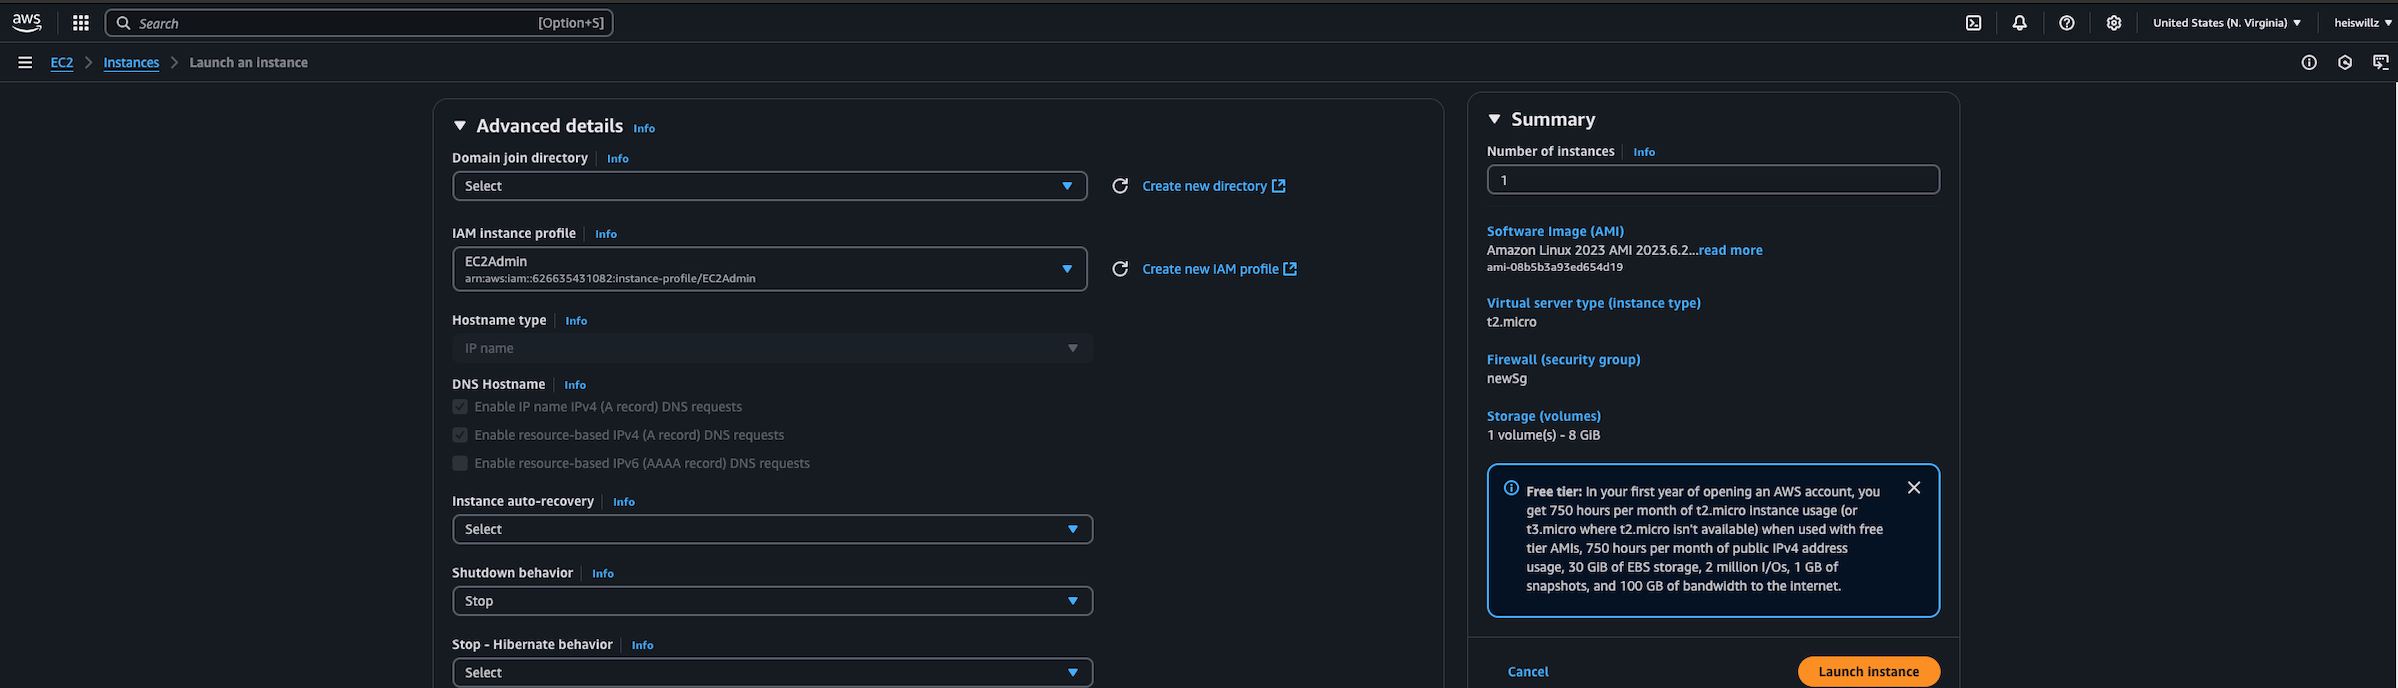 aws
Search [Option+S]
United States (N. Virginia)
heiswillz
EC2 > Instances > Launch an instance
Advanced details Info
Domain join directory Info
Select
Create new directory
IAM instance profile Info
EC2Admin
arn:aws:iam::626635431082:instance-profile/EC2Admin
Create new IAM profile
Hostname type Info
IP name
DNS Hostname Info
Enable IP name IPv4 (A record) DNS requests
Enable resource-based IPv4 (A record) DNS requests
Enable resource-based IPv6 (AAAA record) DNS requests
Instance auto-recovery Info
Select
Shutdown behavior Info
Stop
Stop - Hibernate behavior Info
Select
Summary
Number of instances Info
1
Software Image (AMI)
Amazon Linux 2023 AMI 2023.6.2...read more
ami-08b5b3a93ed654d19
Virtual server type (instance type)
t2.micro
Firewall (security group)
newSg
Storage (volumes)
1 volume(s) - 8 GiB
Free tier: In your first year of opening an AWS account, you
get 750 hours per month of t2.micro instance usage (or
t3.micro where t2.micro isn't available) when used with free
tier AMIs, 750 hours per month of public IPv4 address
usage, 30 GiB of EBS storage, 2 million I/Os, 1 GB of
snapshots, and 100 GB of bandwidth to the internet.
Cancel
Launch instance